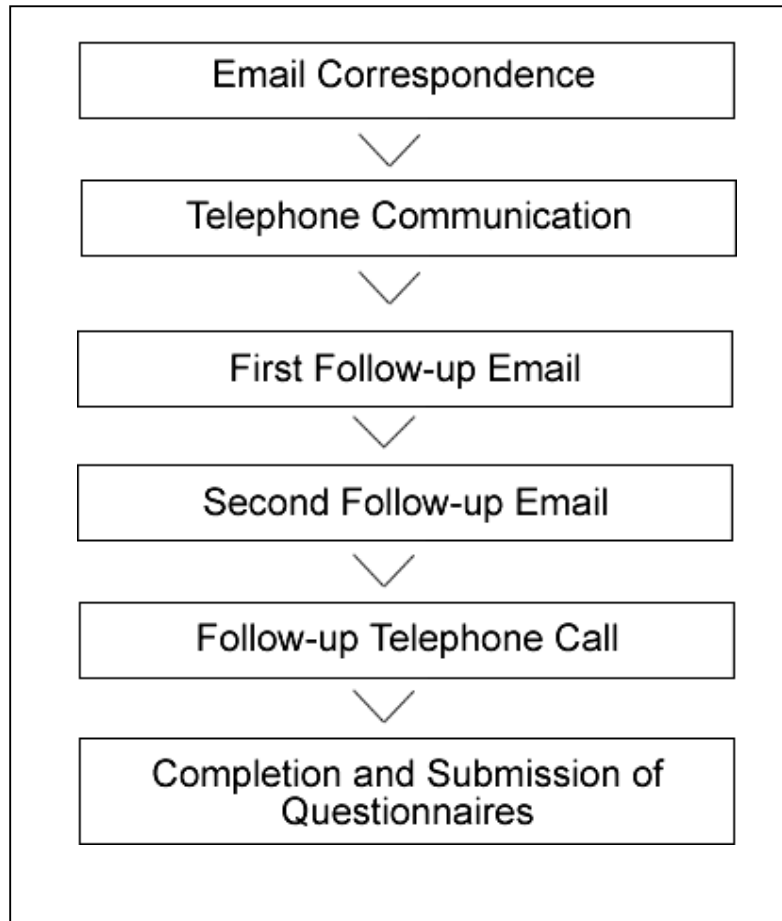 Email Correspondence
Telephone Communication
First Follow-up Email
Second Follow-up Email
Follow-up Telephone Call
Completion and Submission of
Questionnaires